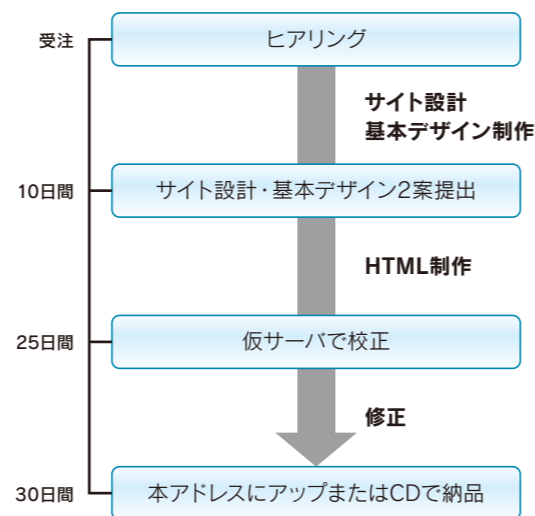 受注
ヒアリング
サイト設計
基本デザイン制作
10日間
サイト設計・基本デザイン2案提出
HTML制作
25日間
仮サーバで校正
修正
30日間
本アドレスにアップまたはCDで納品